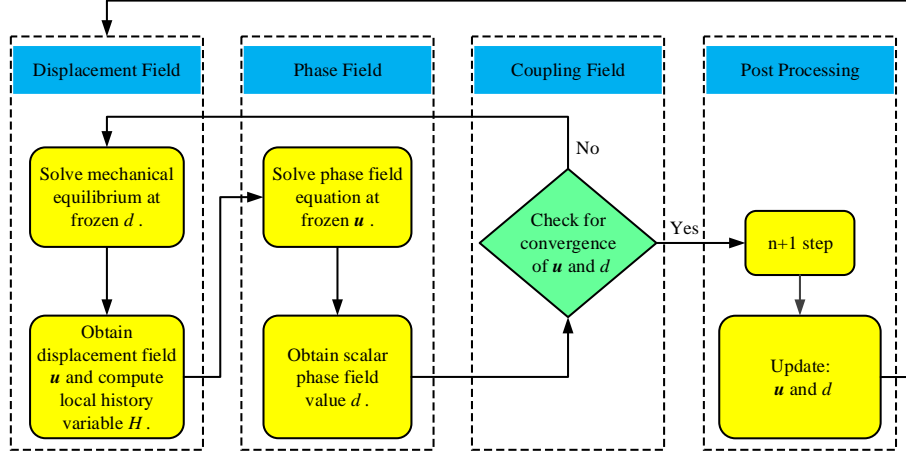 Displacement Field
Phase Field
Coupling Field
Post Processing
Solve mechanical
equilibrium at
frozen d .
Obtain
displacement field
u and compute
local history
variable H .
Solve phase field
equation at
frozen u .
Obtain scalar
phase field
value d .
No
Check for
convergence
of u and d
Yes
n+1 step
Update:
u and d